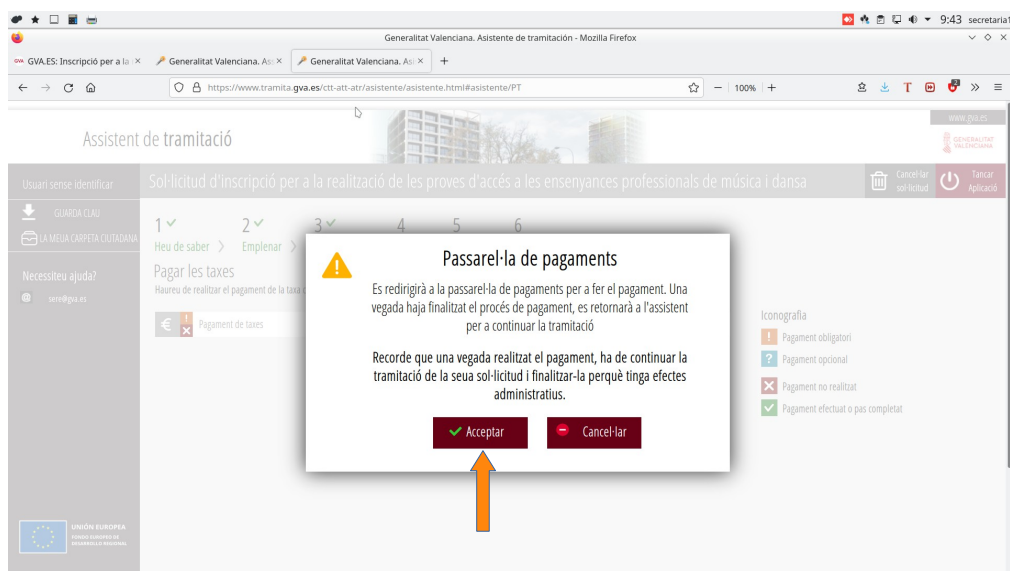 9:43 secretaria1
Generalitat Valenciana. Asistente de tramitación - Mozilla Firefox
GVA.ES: Inscripció per a la
Generalitat Valenciana. Asi
Generalitat Valenciana. Asi
https://www.tramita.gva.es/ctt-att-atr/asistente/asistente.html#asistente/PT
100%
www.gva.es
Assistent de tramitació
GENERALITAT
VALENCIANA
Usuari sense identificar
Sol·licitud d'inscripció per a la realització de les proves d'accés a les ensenyances professionals de música i dansa
Cancel·lar
sol·licitud
Tancar
Aplicació
GUARDA CLAU
LA MEUA CARPETA CIUTADANA
Necessiteu ajuda?
sere@gva.es
1 2 3 4 5 6
Heu de saber Emplenar
Pagar les taxes
Haureu de realitzar el pagament de la taxa
Pagament de taxes
Passarel·la de pagaments
Es redirigirà a la passarel·la de pagaments per a fer el pagament. Una
vegada haja finalitzat el procés de pagament, es retornarà a l'assistent
per a continuar la tramitació
Recorde que una vegada realitzat el pagament, ha de continuar la
tramitació de la seua sol·licitud i finalitzar-la perquè tinga efectes
administratius.
Acceptar
Cancel·lar
Iconografia
Pagament obligatori
Pagament opcional
Pagament no realitzat
Pagament efectuat o pas completat
UNIÓN EUROPEA
FONDO EUROPEO DE
DESARROLLO REGIONAL